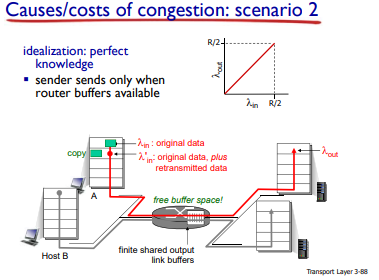 Causes/costs of congestion: scenario 2
idealization: perfect
knowledge
▪ sender sends only when
router buffers available
R/2
λout
λin
R/2
λin : original data
copy
λ'in: original data, plus
retransmitted data
λout
A
free buffer space!
Host B
finite shared output
link buffers
Transport Layer 3-88